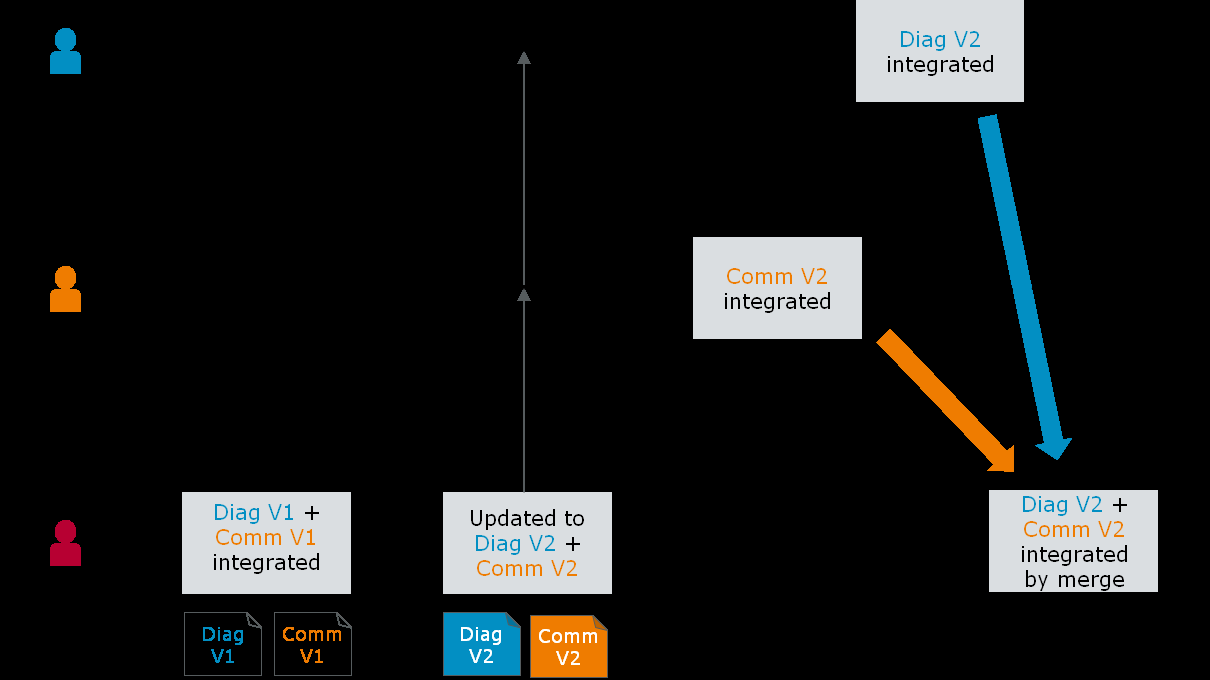 Diag V2
integrated
Comm V2
integrated
Diag V1 +
Comm V1
integrated
Updated to
Diag V2 +
Comm V2
Diag V2 +
Comm V2
integrated
by merge
Diag
V1
Comm
V1
Diag
V2
Comm
V2